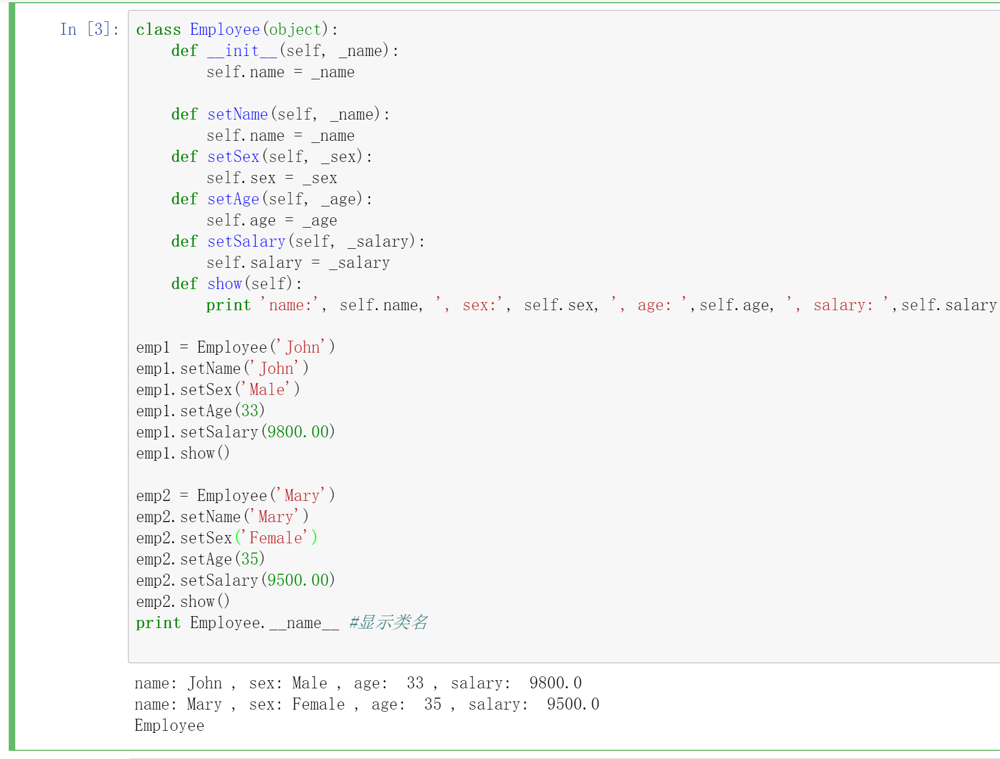 In [3]:
class Employee(object):
    def __init__(self, _name):
        self.name = _name

    def setName(self, _name):
        self.name = _name
    def setSex(self, _sex):
        self.sex = _sex
    def setAge(self, _age):
        self.age = _age
    def setSalary(self, _salary):
        self.salary = _salary
    def show(self):
        print 'name:', self.name, ', sex:', self.sex, ', age: ',self.age, ', salary: ',self.salary

emp1 = Employee('John')
emp1.setName('John')
emp1.setSex('Male')
emp1.setAge(33)
emp1.setSalary(9800.00)
emp1.show()

emp2 = Employee('Mary')
emp2.setName('Mary')
emp2.setSex('Female')
emp2.setAge(35)
emp2.setSalary(9500.00)
emp2.show()
print Employee.__name__ #显示类名

name: John , sex: Male , age:  33 , salary:  9800.0
name: Mary , sex: Female , age:  35 , salary:  9500.0
Employee